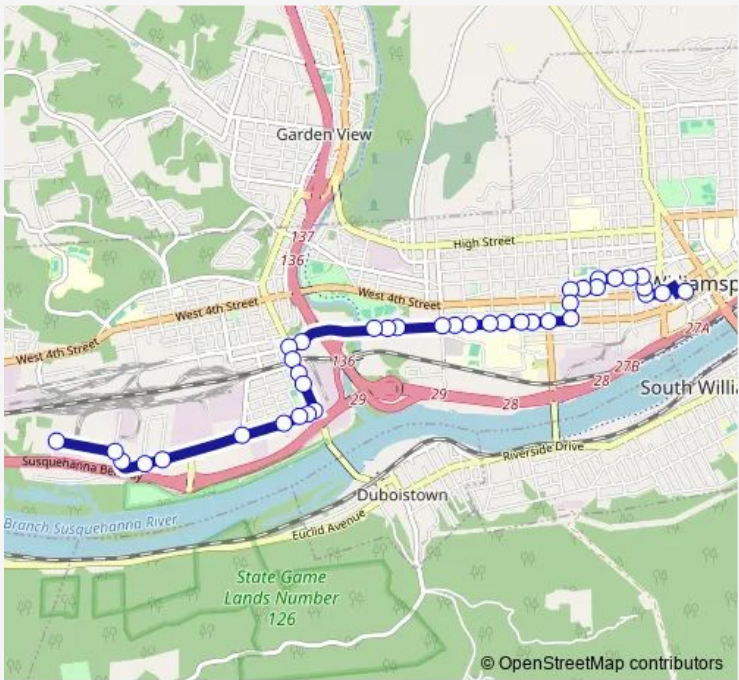 Garden View
137
136
High Street
West 4th Street
West 4th Street
West 4th Street
27A
136
27B
28
29
29
28
South Willia
Susquehanna Be
Riverside Drive
Duboistown
Branch Susquehanna River
Euclid Avenue
State Game
Lands Number
126
© OpenStreetMap contributors